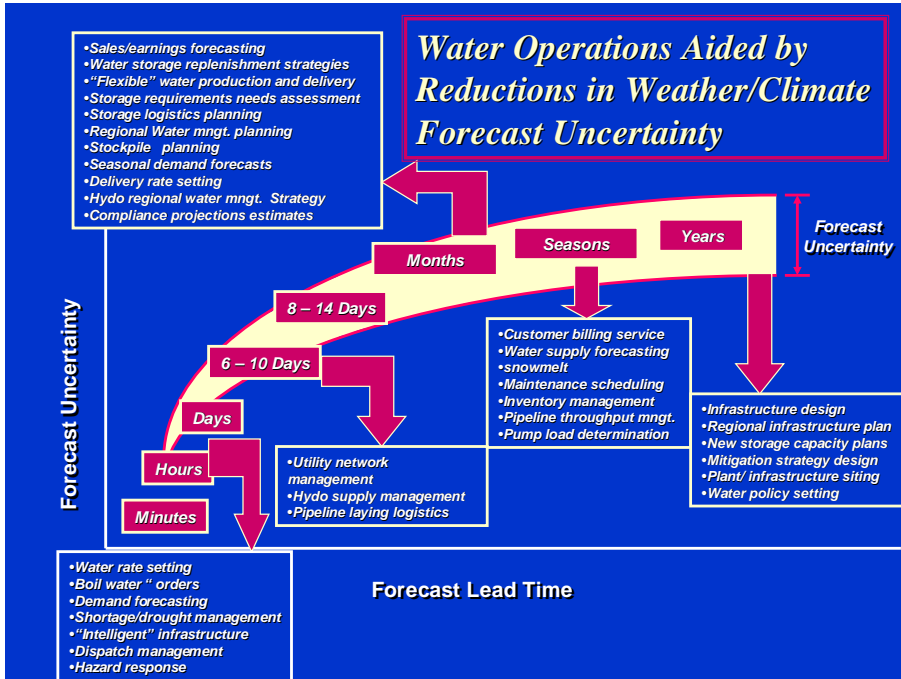 Water Operations Aided by
Reductions in Weather/Climate
Forecast Uncertainty
•Sales/earnings forecasting
•Water storage replenishment strategies
•“Flexible” water production and delivery
•Storage requirements needs assessment
•Storage logistics planning
•Regional Water mngt. planning
•Stockpile planning
•Seasonal demand forecasts
•Delivery rate setting
•Hydo regional water mngt. Strategy
•Compliance projections estimates
Forecast
Uncertainty
Years
Seasons
Months
8 – 14 Days
6 – 10 Days
Days
Hours
Minutes
Forecast Uncertainty
•Customer billing service
•Water supply forecasting
•snowmelt
•Maintenance scheduling
•Inventory management
•Pipeline throughput mngt.
•Pump load determination
•Infrastructure design
•Regional infrastructure plan
•New storage capacity plans
•Mitigation strategy design
•Plant/ infrastructure siting
•Water policy setting
•Utility network
management
•Hydo supply management
•Pipeline laying logistics
•Water rate setting
•Boil water “ orders
•Demand forecasting
•Shortage/drought management
•“Intelligent” infrastructure
•Dispatch management
•Hazard response
Forecast Lead Time